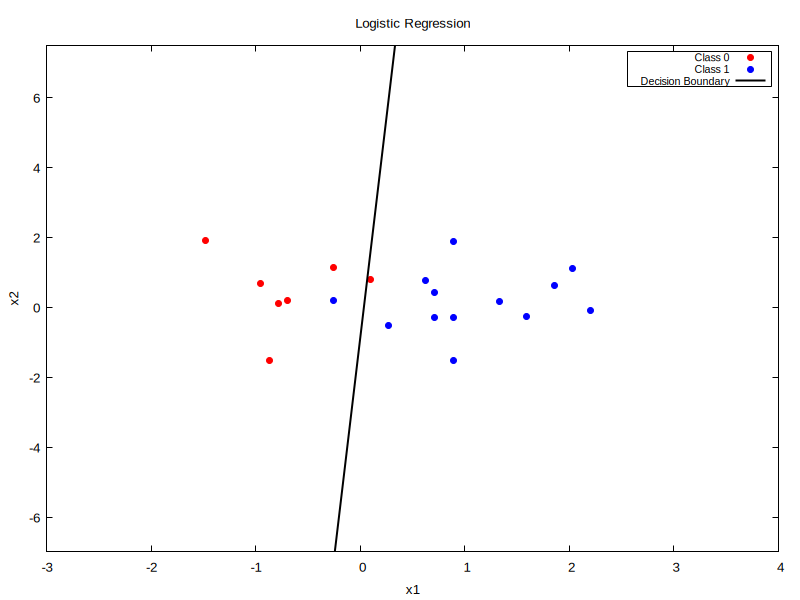 Logistic Regression
Class 0
Class 1
Decision Boundary
6
4
2
0
-2
-4
-6
x2
-3 -2 -1 0 1 2 3 4
x1